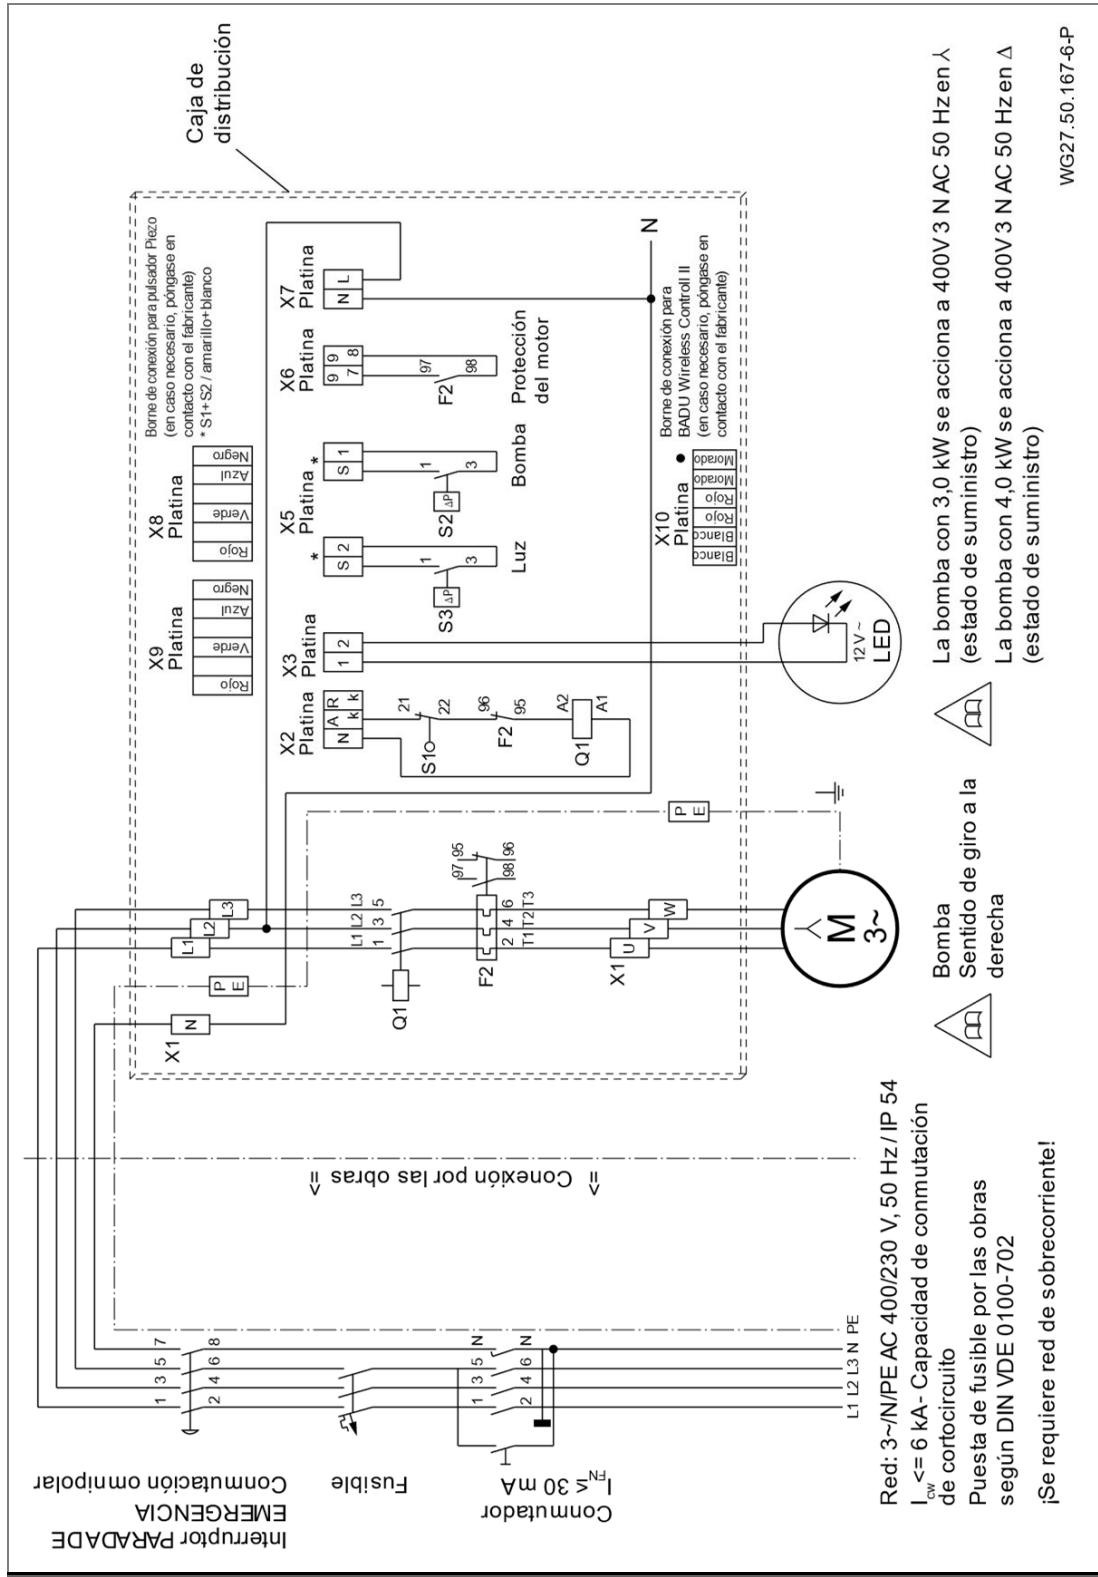 Caja de
distribución
Borne de conexión para pulsador Piezo
(en caso necesario, póngase en
contacto con el fabricante)
* S1+S2 / amarillo+blanco
X9
Platina
Rojo
Verde
Azul
Negro
X8
Platina
Rojo
Verde
Azul
Negro
X2
Platina
N
A
k
R
k
X3
Platina
1
2
*
S
2
X5
Platina
*
S
1
X6
Platina
9
7
9
8
X7
Platina
N
L
S1
21
22
F2
96
95
Q1
A2
A1
S3
ΔP
1
3
Luz
S2
ΔP
1
3
Bomba
F2
97
98
Protección
del motor
N
X10
Platina
Blanco
Blanco
Rojo
Rojo
Morado
Morado
Borne de conexión para
BADU Wireless Controll II
(en caso necesario, póngase en
contacto con el fabricante)
X1
N
P
E
L1
L2
L3
L1
L2
L3
1
3
5
Q1
F2
97
95
98
96
2
4
6
T1
T2
T3
X1
U
V
W
P
E
M
3~
12 V~
LED
=> Conexión por las obras =>
Interruptor PARADA DE
EMERGENCIA
Conmutación omnipolar
1
3
5
7
2
4
6
8
Fusible
Conmutador
IFN ≤ 30 mA
1
3
5
N
2
4
6
N
L1 L2 L3 N PE
Red: 3~/N/PE AC 400/230 V, 50 Hz / IP 54
Icw <= 6 kA - Capacidad de conmutación
de cortocircuito
Puesta de fusible por las obras
según DIN VDE 0100-702
¡Se requiere red de sobrecorriente!
Bomba
Sentido de giro a la
derecha
La bomba con 3,0 kW se acciona a 400V 3 N AC 50 Hz en ⅄
(estado de suministro)
La bomba con 4,0 kW se acciona a 400V 3 N AC 50 Hz en Δ
(estado de suministro)
WG27.50.167-6-P